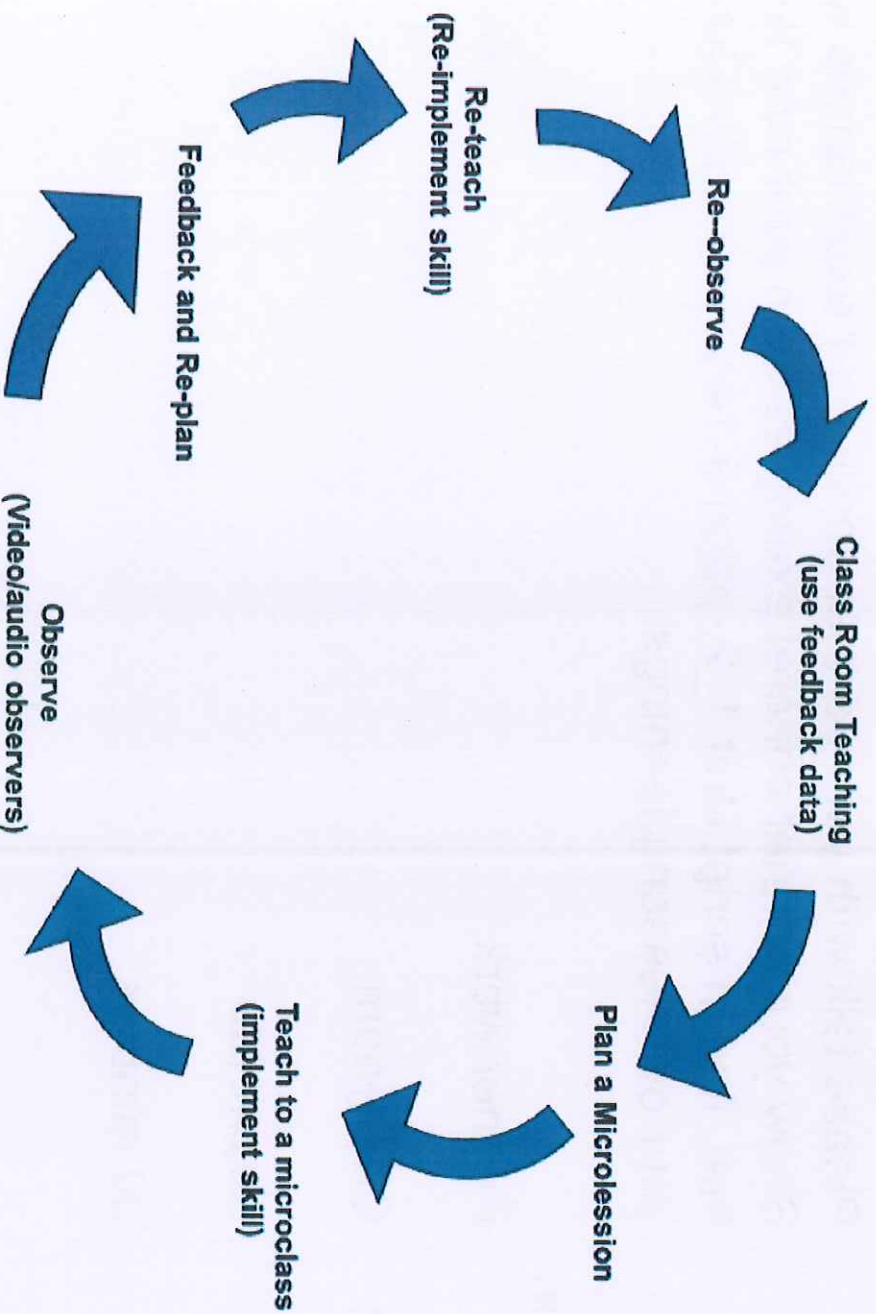 Class Room Teaching
(use feedback data)
Plan a Microlession
Teach to a microclass
(implement skill)
Observe
(Video/audio observers)
Feedback and Re-plan
Re-teach
(Re-implement skill)
Re--observe